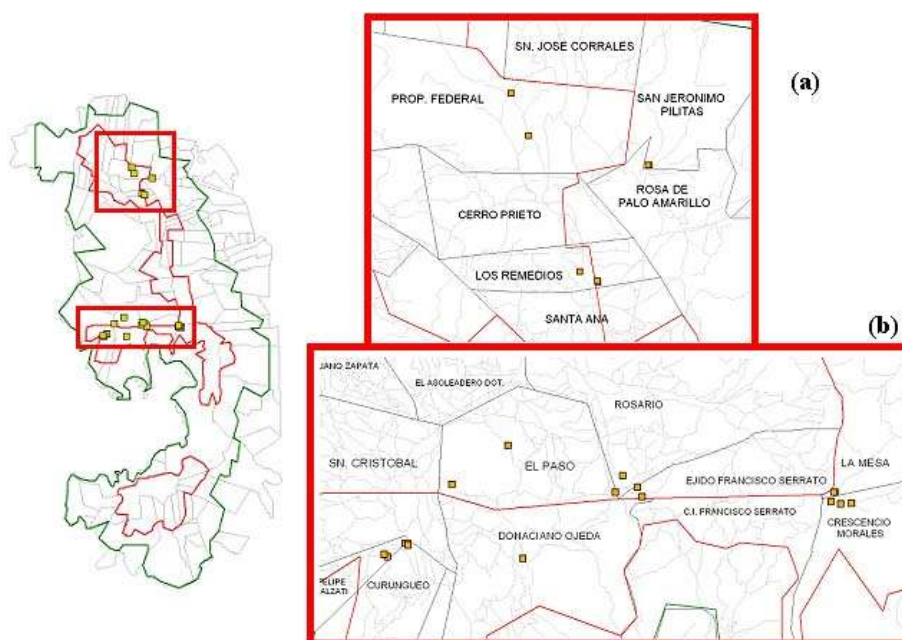 SN. JOSE CORRALES
(a)
PROP. FEDERAL
SAN JERONIMO
PILITAS
ROSA DE
PALO AMARILLO
CERRO PRIETO
LOS REMEDIOS
SANTA ANA
(b)
ZAPATA
EL ASOLEADERO DOT.
ROSARIO
SN. CRISTOBAL
EL PASO
LA MESA
EJIDO FRANCISCO SERRATO
C.I. FRANCISCO SERRATO
CRESCENCIO
MORALES
DONACIANO OJEDA
CURUNGUEO